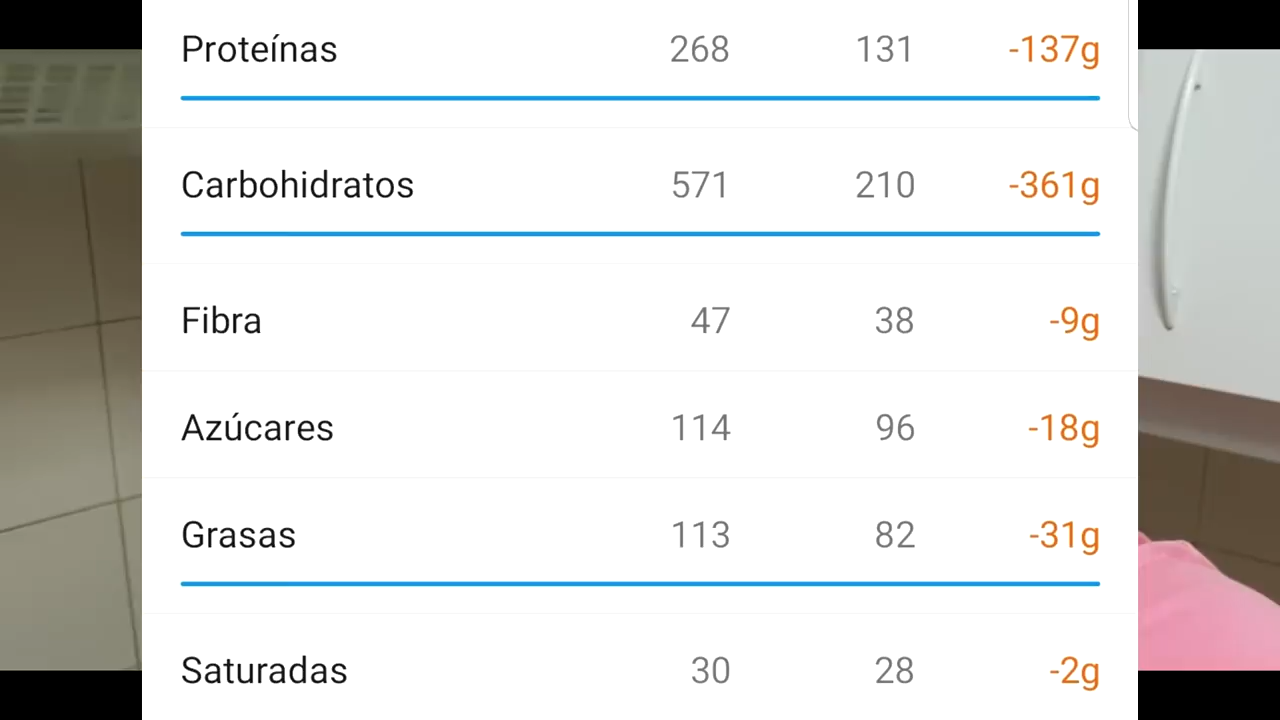 Proteínas 268 131 -137g
Carbohidratos 571 210 -361g
Fibra 47 38 -9g
Azúcares 114 96 -18g
Grasas 113 82 -31g
Saturadas 30 28 -2g